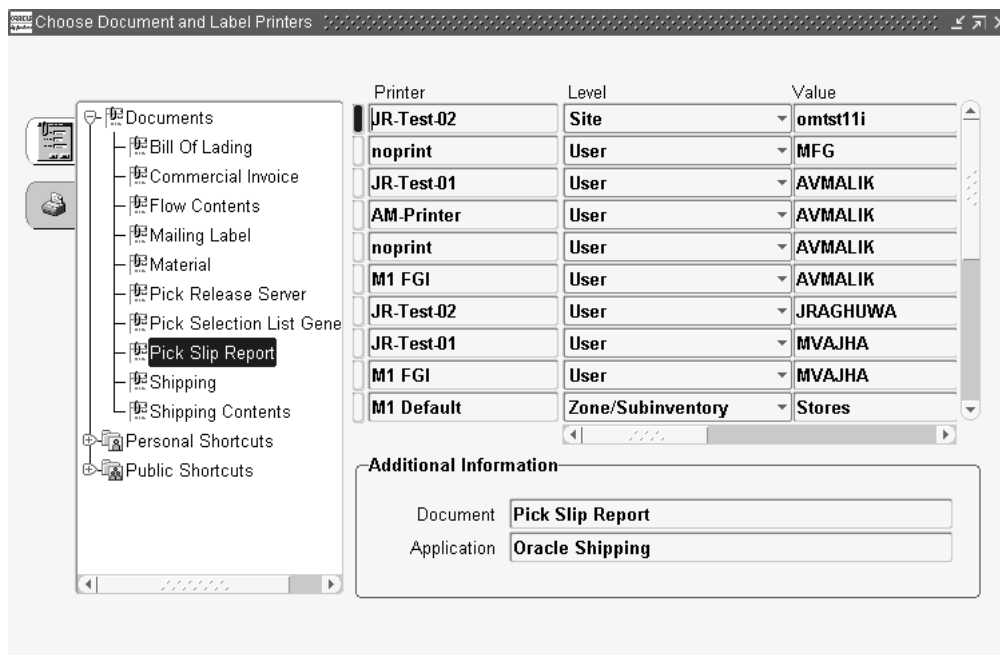 Choose Document and Label Printers
Printer Level Value
Documents
Bill Of Lading
Commercial Invoice
Flow Contents
Mailing Label
Material
Pick Release Server
Pick Selection List Gene
Pick Slip Report
Shipping
Shipping Contents
Personal Shortcuts
Public Shortcuts
JR-Test-02 Site omtst11i
noprint User MFG
JR-Test-01 User AVMALIK
AM-Printer User AVMALIK
noprint User AVMALIK
M1 FGI User AVMALIK
JR-Test-02 User JRAGHUWA
JR-Test-01 User MVAJHA
M1 FGI User MVAJHA
M1 Default Zone/Subinventory Stores
Additional Information
Document Pick Slip Report
Application Oracle Shipping